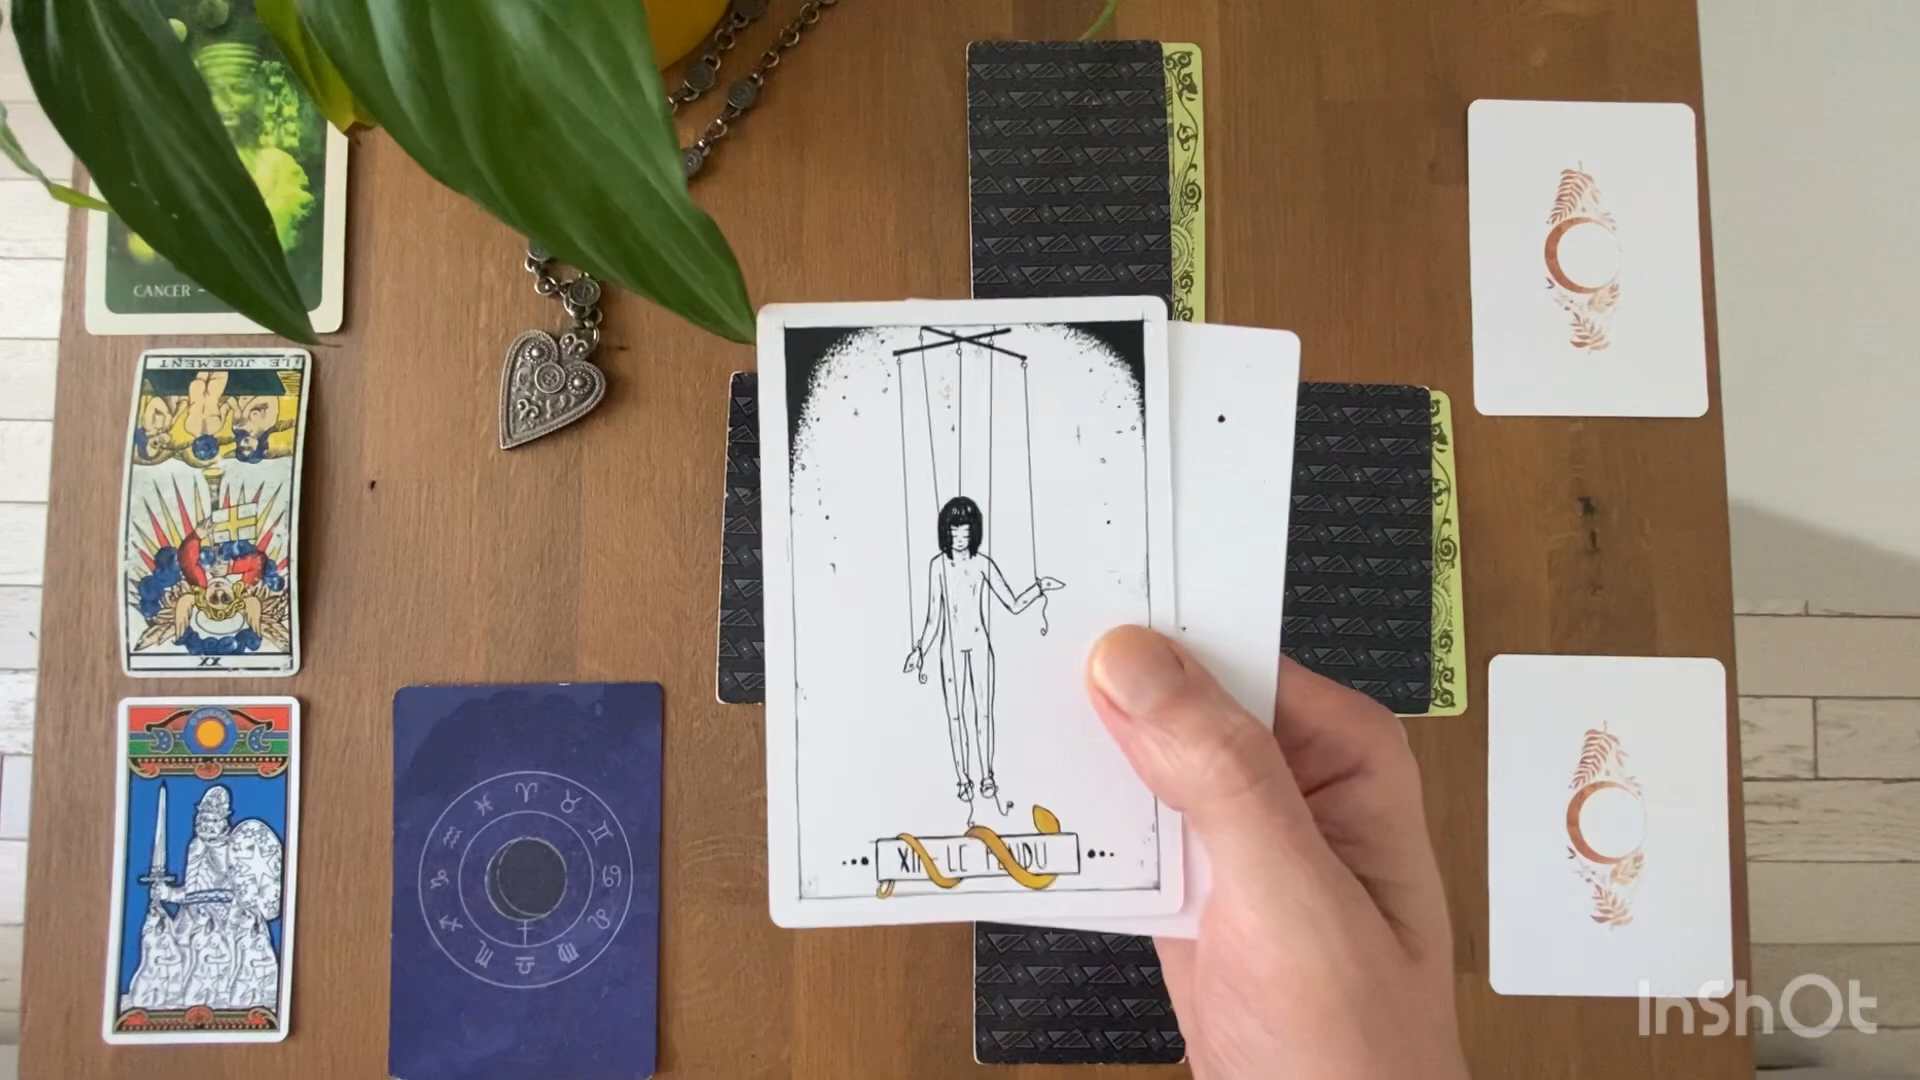 CANCER -
LE JUGEMENT
XX
XII - LE PENDU
InShOt